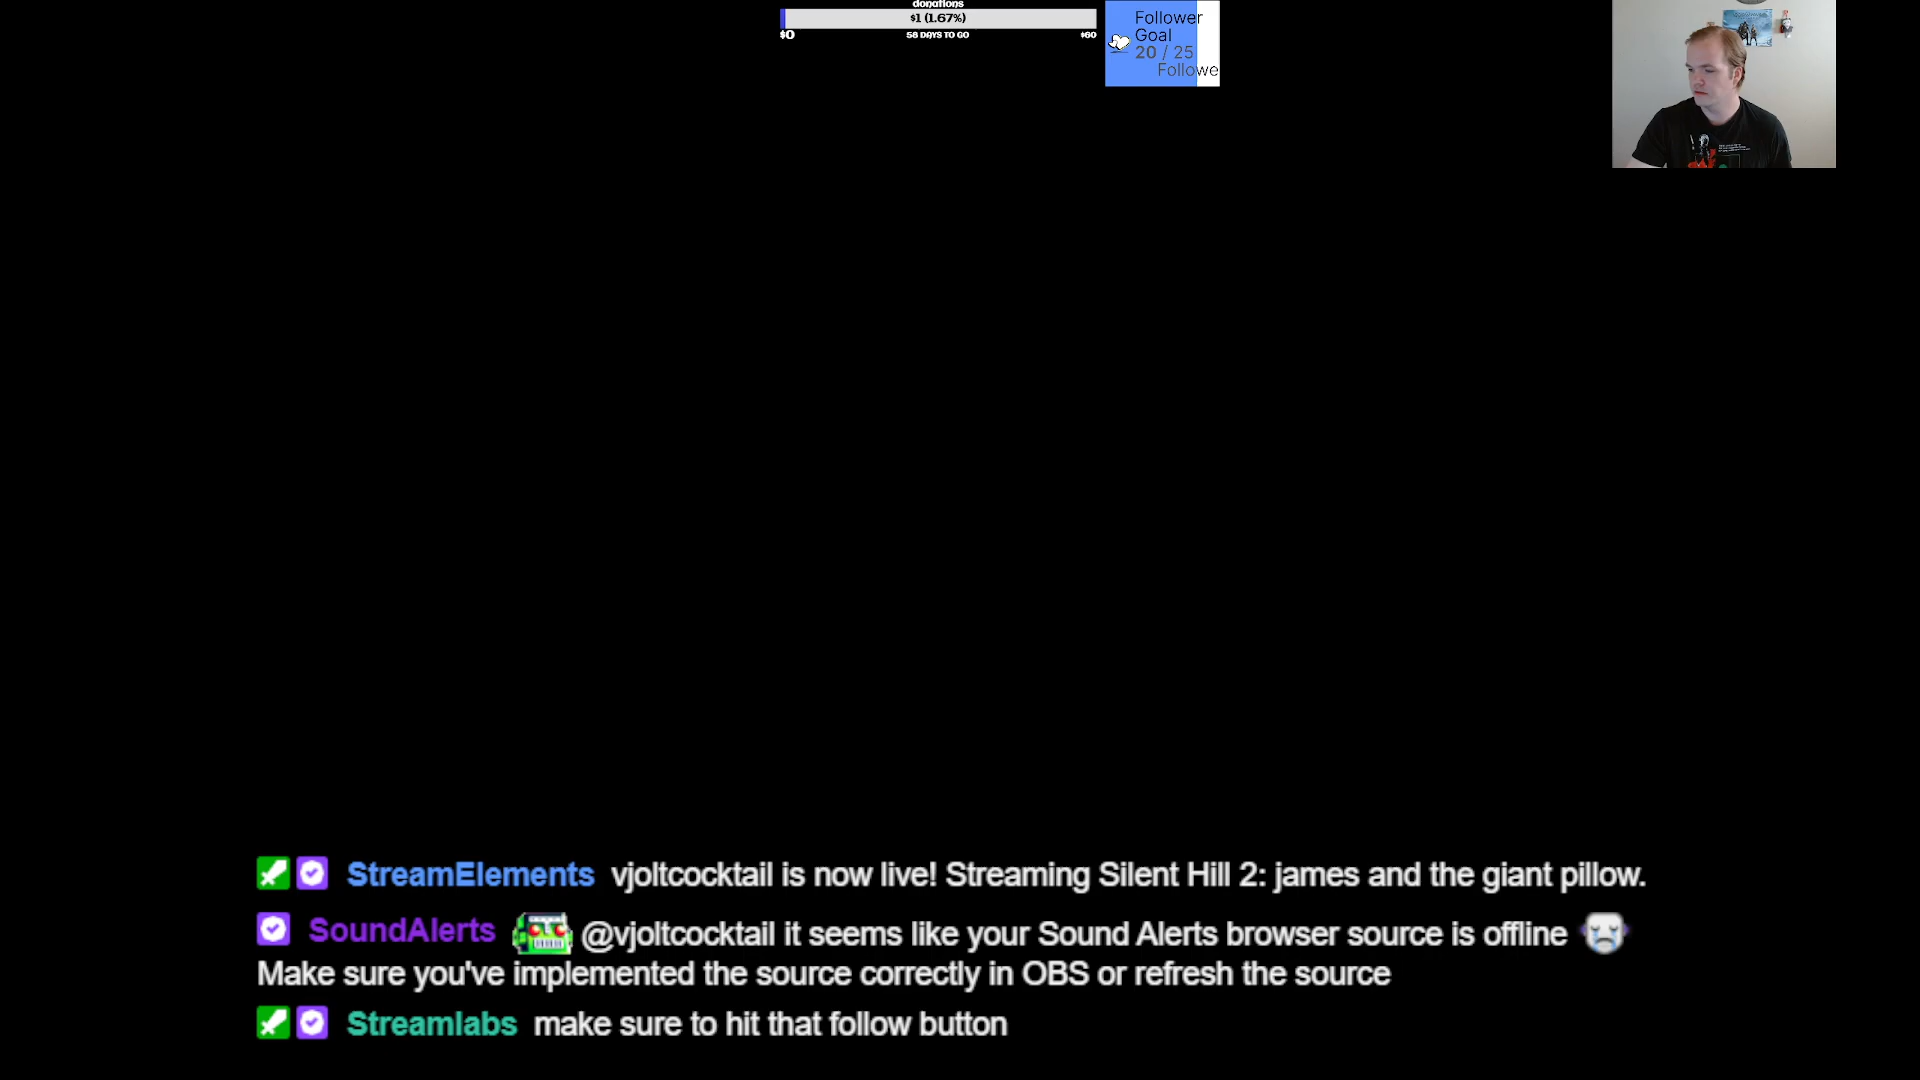 donations
$1 (1.67%)
$0
58 DAYS TO GO
$60
Follower
Goal
20 / 25
Followe
StreamElements vjoltcocktail is now live! Streaming Silent Hill 2: james and the giant pillow.
SoundAlerts @vjoltcocktail it seems like your Sound Alerts browser source is offline
Make sure you've implemented the source correctly in OBS or refresh the source
Streamlabs make sure to hit that follow button